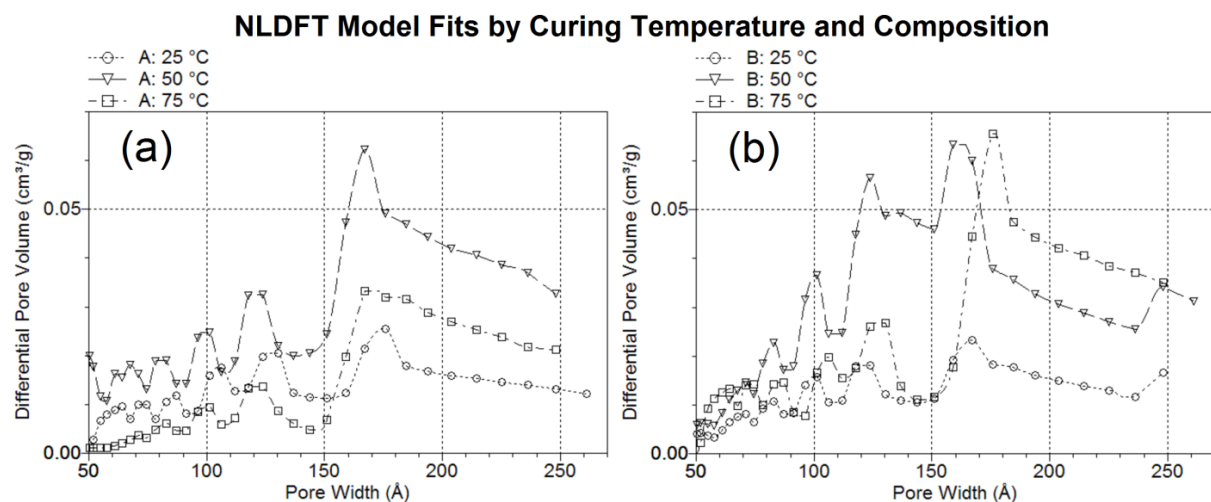 NLDFT Model Fits by Curing Temperature and Composition
A: 25 °C
A: 50 °C
A: 75 °C
(a)
Differential Pore Volume (cm³/g)
0.05
0.00
50 100 150 200 250
Pore Width (Å)
B: 25 °C
B: 50 °C
B: 75 °C
(b)
Differential Pore Volume (cm³/g)
0.05
0.00
50 100 150 200 250
Pore Width (Å)